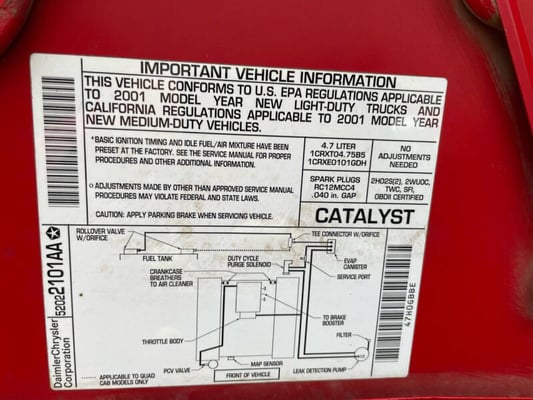 IMPORTANT VEHICLE INFORMATION
THIS VEHICLE CONFORMS TO U.S. EPA REGULATIONS APPLICABLE
TO 2001 MODEL YEAR NEW LIGHT-DUTY TRUCKS AND
CALIFORNIA REGULATIONS APPLICABLE TO 2001 MODEL YEAR
NEW MEDIUM-DUTY VEHICLES.
*BASIC IGNITION TIMING AND IDLE FUEL/AIR MIXTURE HAVE BEEN
PRESET AT THE FACTORY. SEE THE SERVICE MANUAL FOR PROPER
PROCEDURES AND OTHER ADDITIONAL INFORMATION.
ADJUSTMENTS MADE BY OTHER THAN APPROVED SERVICE MANUAL
PROCEDURES MAY VIOLATE FEDERAL AND STATE LAWS.
CAUTION: APPLY PARKING BRAKE WHEN SERVICING VEHICLE.
4.7 LITER
1CRXT04.75B5
1CRXE0101GDH
NO
ADJUSTMENTS
NEEDED
SPARK PLUGS
RC12MCC4
.040 in. GAP
2HO2S(2), 2WUOC,
TWC, SFI,
OBDII CERTIFIED
CATALYST
ROLLOVER VALVE
W/ORIFICE
FUEL TANK
TEE CONNECTOR W/ORIFICE
EVAP
CANISTER
SERVICE PORT
CRANKCASE
BREATHERS
TO AIR CLEANER
DUTY CYCLE
PURGE SOLENOID
TO BRAKE
BOOSTER
THROTTLE BODY
FILTER
MAP SENSOR
PCV VALVE
FRONT OF VEHICLE
LEAK DETECTION PUMP
----- APPLICABLE TO QUAD
CAB MODELS ONLY
DaimlerChrysler
Corporation
52022101AA
47H0GBBE